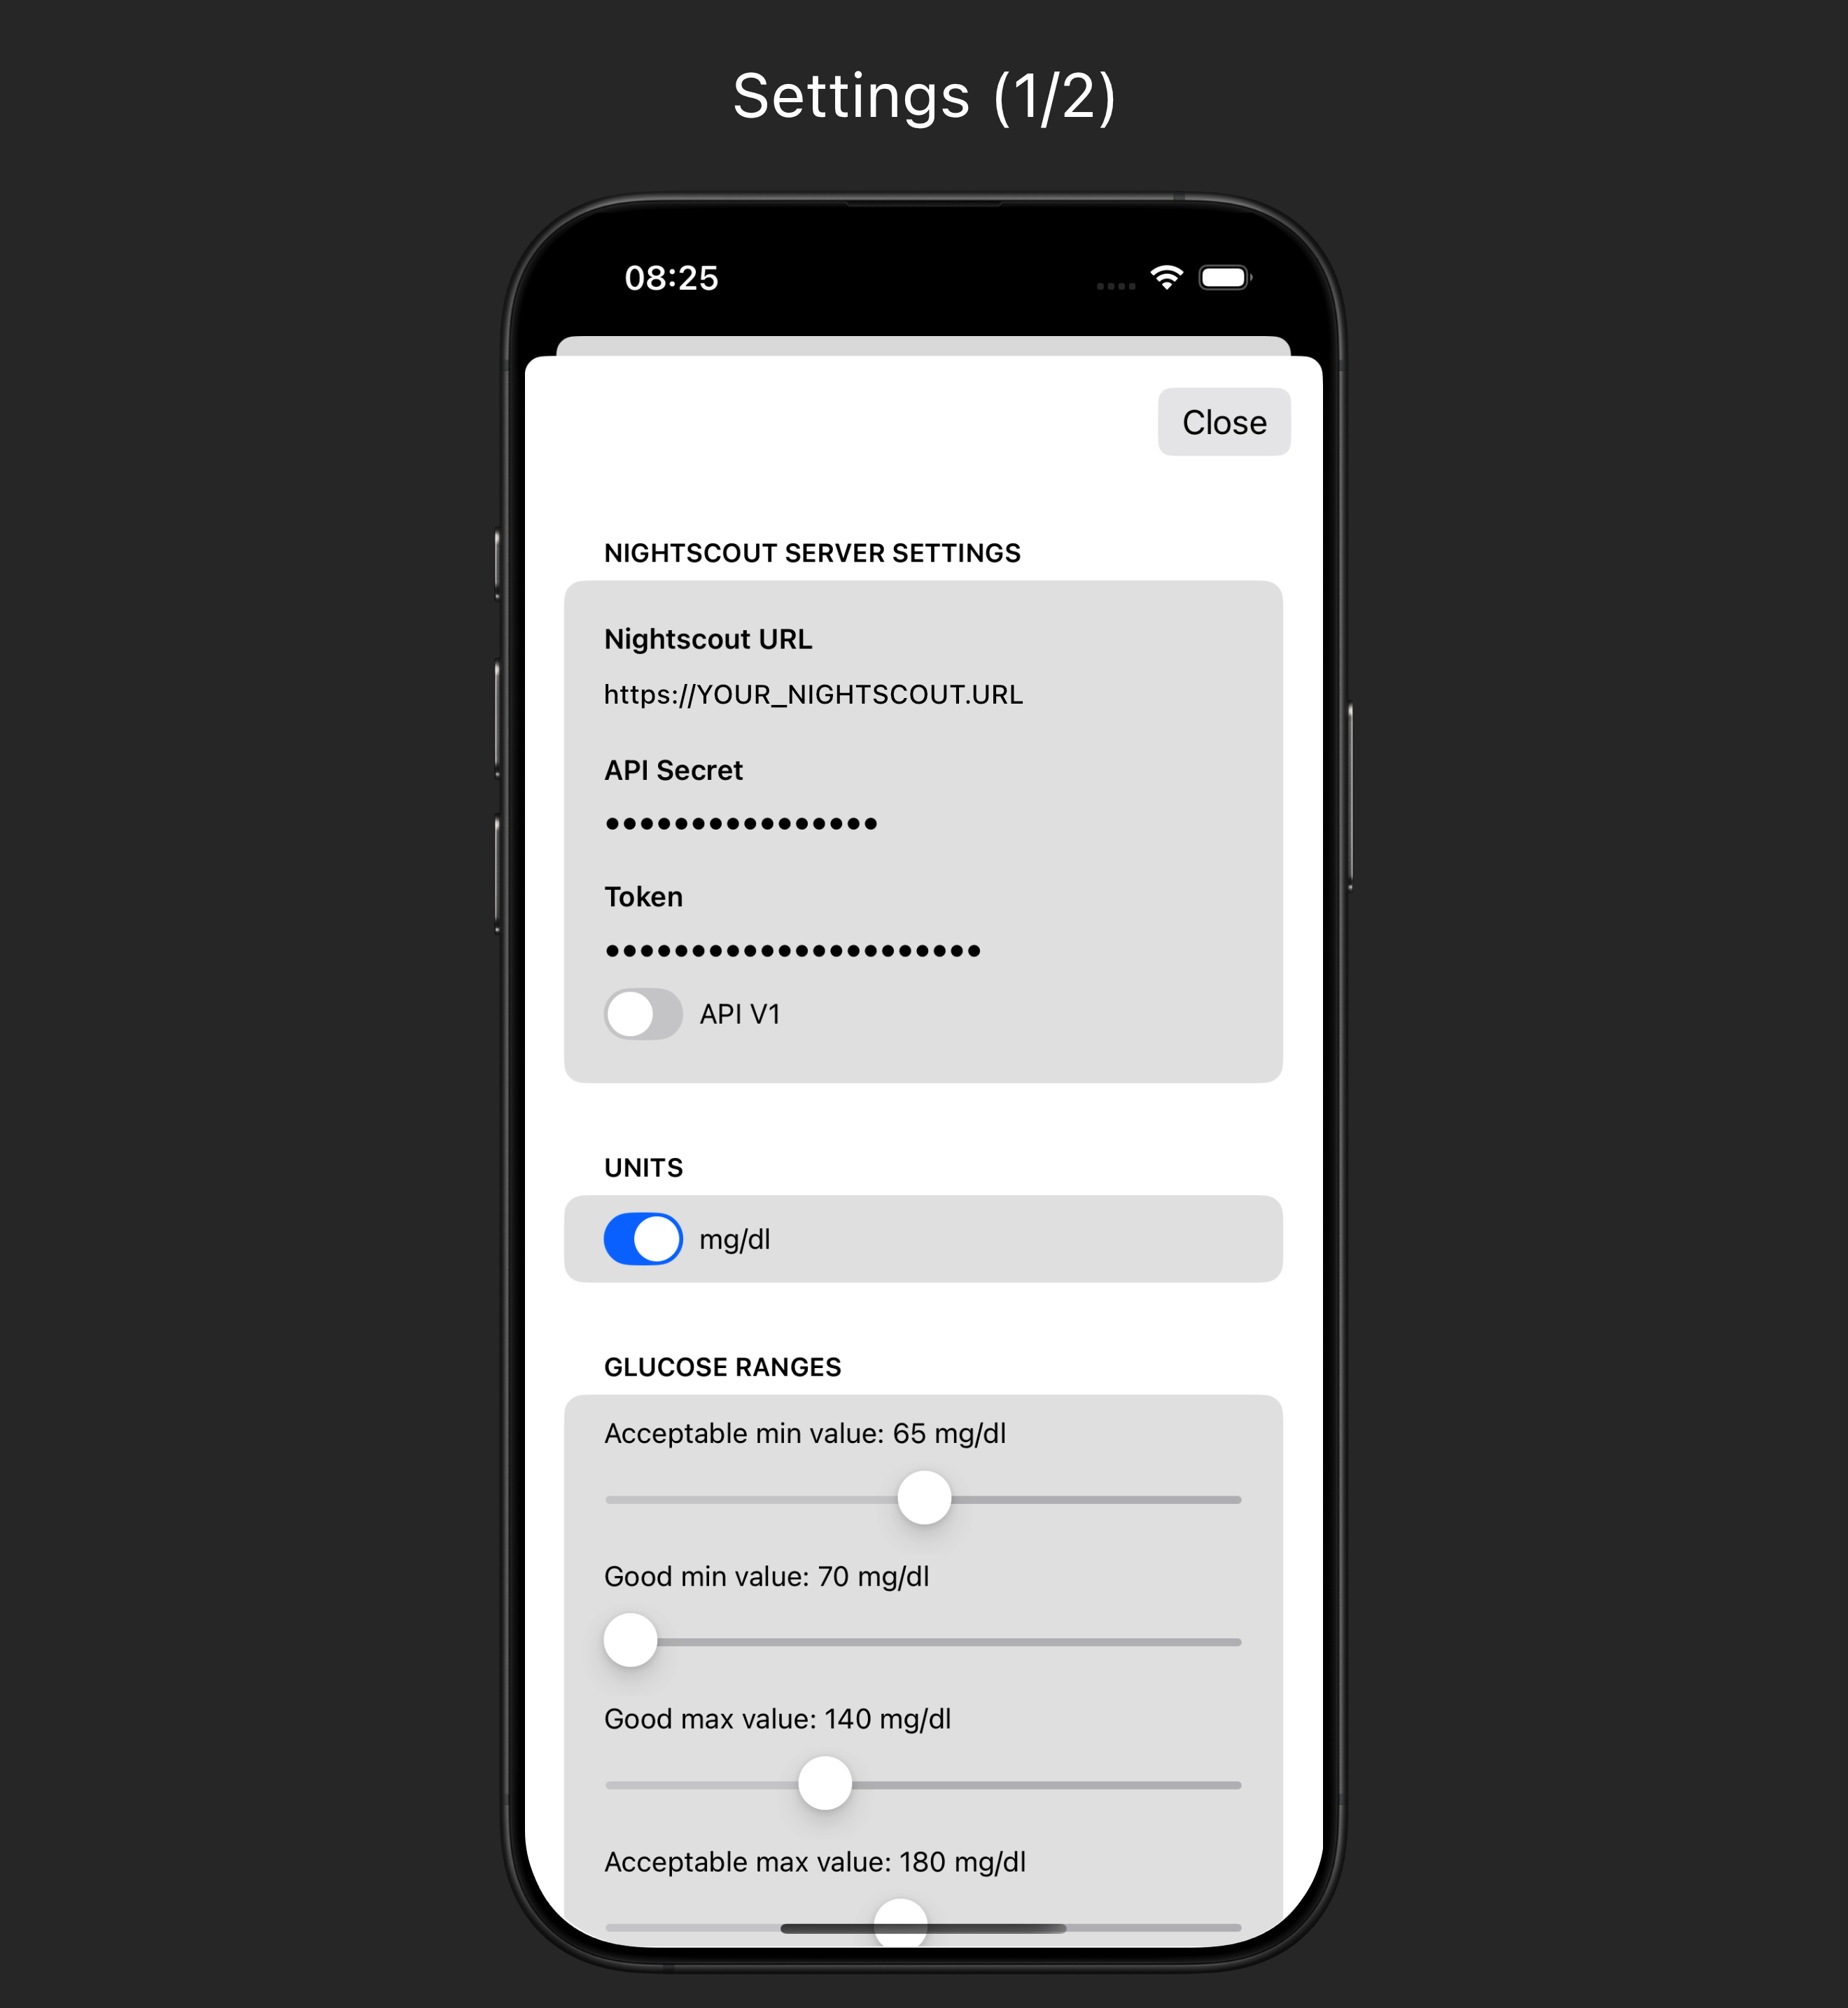 Settings (1/2)
08:25
Close
NIGHTSCOUT SERVER SETTINGS
Nightscout URL
https://YOUR_NIGHTSCOUT.URL
API Secret
••••••••••••••••
Token
••••••••••••••••••••••
API V1
UNITS
mg/dl
GLUCOSE RANGES
Acceptable min value: 65 mg/dl
Good min value: 70 mg/dl
Good max value: 140 mg/dl
Acceptable max value: 180 mg/dl